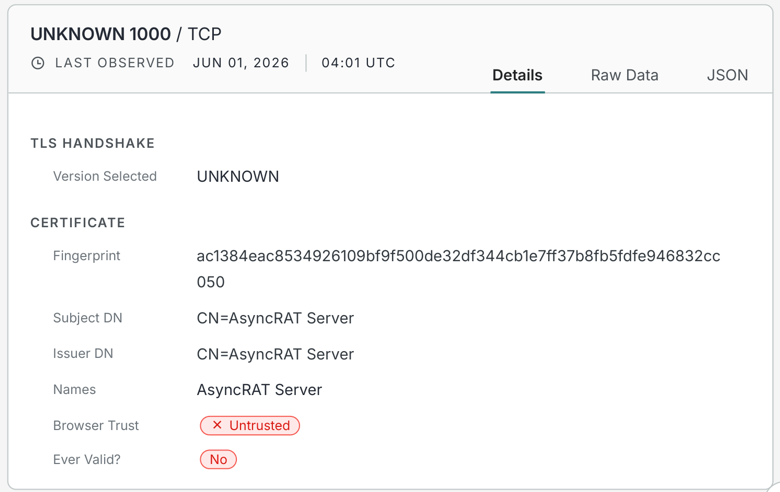 UNKNOWN 1000 / TCP
LAST OBSERVED JUN 01, 2026 04:01 UTC
Details Raw Data JSON
TLS HANDSHAKE
Version Selected UNKNOWN
CERTIFICATE
Fingerprint ac1384eac8534926109bf9f500de32df344cb1e7ff37b8fb5fdfe946832cc
050
Subject DN CN=AsyncRAT Server
Issuer DN CN=AsyncRAT Server
Names AsyncRAT Server
Browser Trust ✕ Untrusted
Ever Valid? No